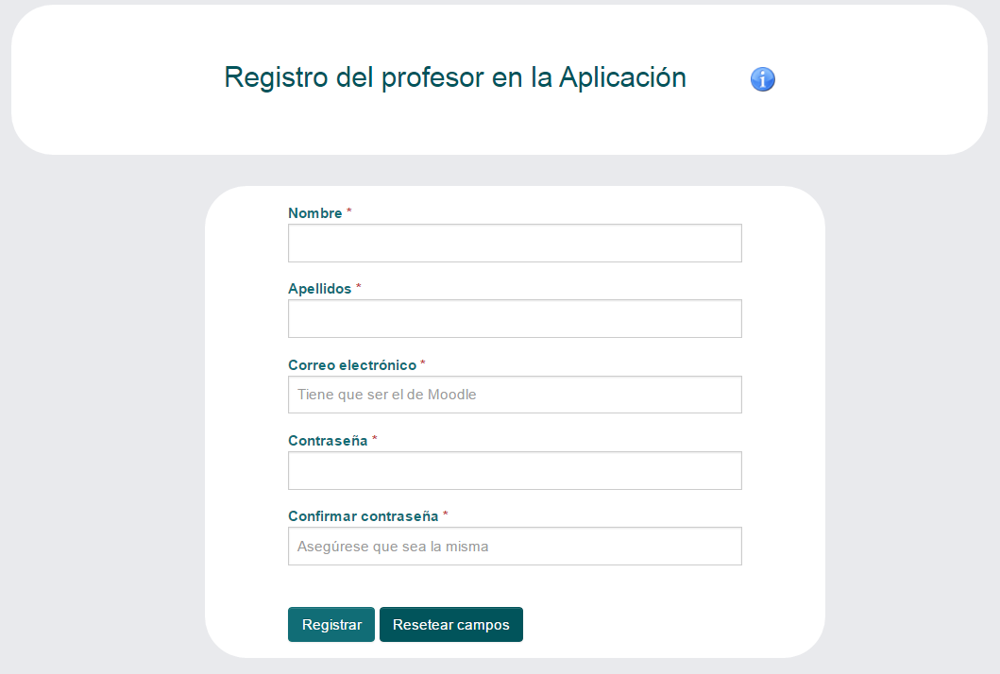 Registro del profesor en la Aplicación
Nombre *
Apellidos *
Correo electrónico *
Tiene que ser el de Moodle
Contraseña *
Confirmar contraseña *
Asegúrese que sea la misma
Registrar Resetear campos